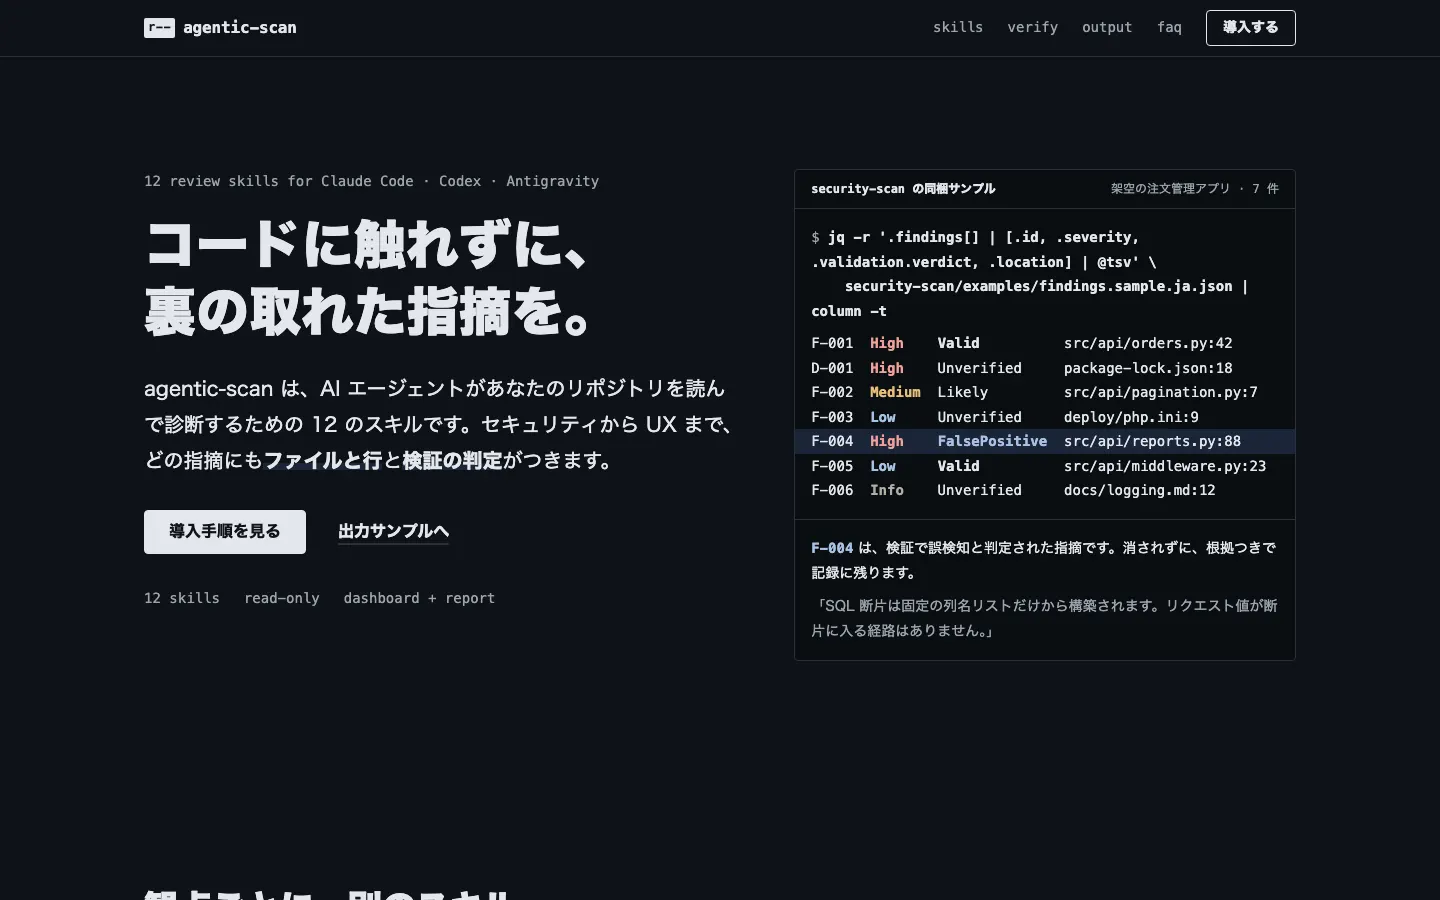 r-- agentic-scan
skills verify output faq 導入する
12 review skills for Claude Code · Codex · Antigravity
コードに触れずに、
裏の取れた指摘を。
agentic-scan は、AI エージェントがあなたのリポジトリを読ん
で診断するための 12 のスキルです。セキュリティから UX まで、
どの指摘にもファイルと行と検証の判定がつきます。
導入手順を見る 出力サンプルへ
12 skills read-only dashboard + report
security-scan の同梱サンプル 架空の注文管理アプリ · 7 件
$ jq -r '.findings[] | [.id, .severity,
.validation.verdict, .location] | @tsv' \
security-scan/examples/findings.sample.ja.json |
column -t
F-001 High Valid src/api/orders.py:42
D-001 High Unverified package-lock.json:18
F-002 Medium Likely src/api/pagination.py:7
F-003 Low Unverified deploy/php.ini:9
F-004 High FalsePositive src/api/reports.py:88
F-005 Low Valid src/api/middleware.py:23
F-006 Info Unverified docs/logging.md:12
F-004 は、検証で誤検知と判定された指摘です。消されずに、根拠つきで
記録に残ります。
「SQL 断片は固定の列名リストだけから構築されます。リクエスト値が断
片に入る経路はありません。」
観点ごとに、別のスキル